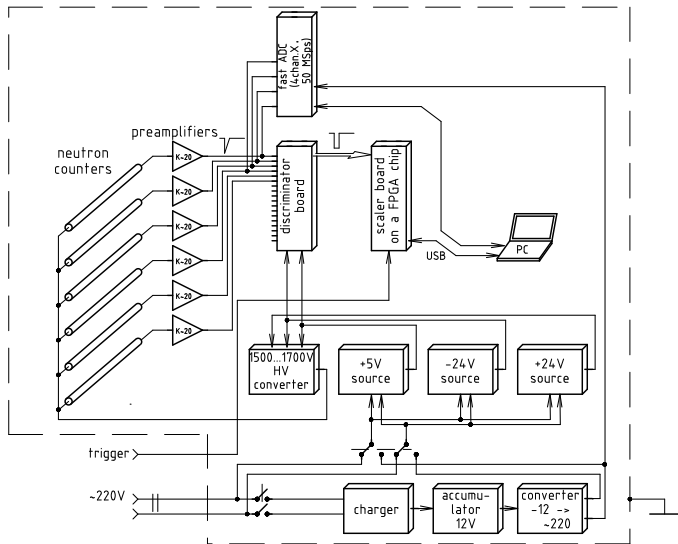 fast ADC
(4chan.X,
50 MSps)
preamplifiers
neutron
counters
K~20
K~20
K~20
K~20
K~20
K~20
discriminator
board
scaler board
on a FPGA chip
USB
PC
1500...1700V
HV
converter
+5V
source
-24V
source
+24V
source
trigger
~220V
charger
accumu-
lator
12V
converter
-12 ->
~220